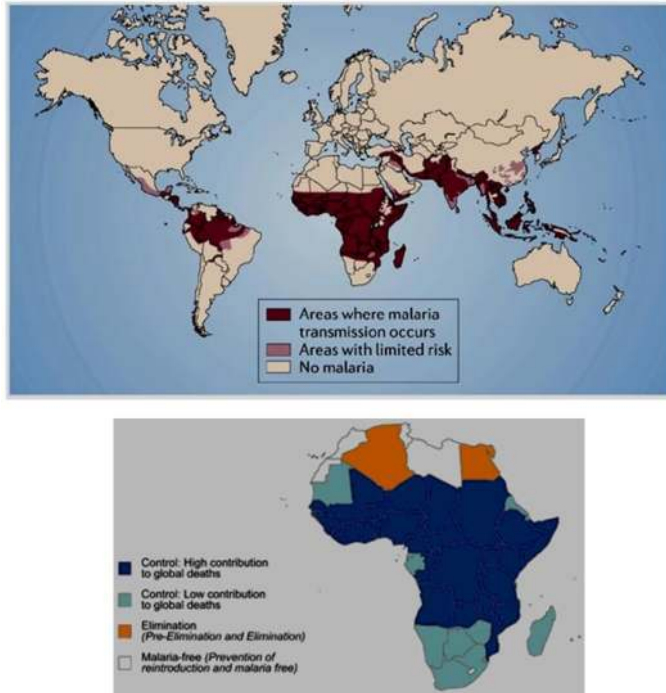 Areas where malaria
transmission occurs
Areas with limited risk
No malaria
Control: High contribution
to global deaths
Control: Low contribution
to global deaths
Elimination
(Pre-Elimination and Elimination)
Malaria-free (Prevention of
reintroduction and malaria free)